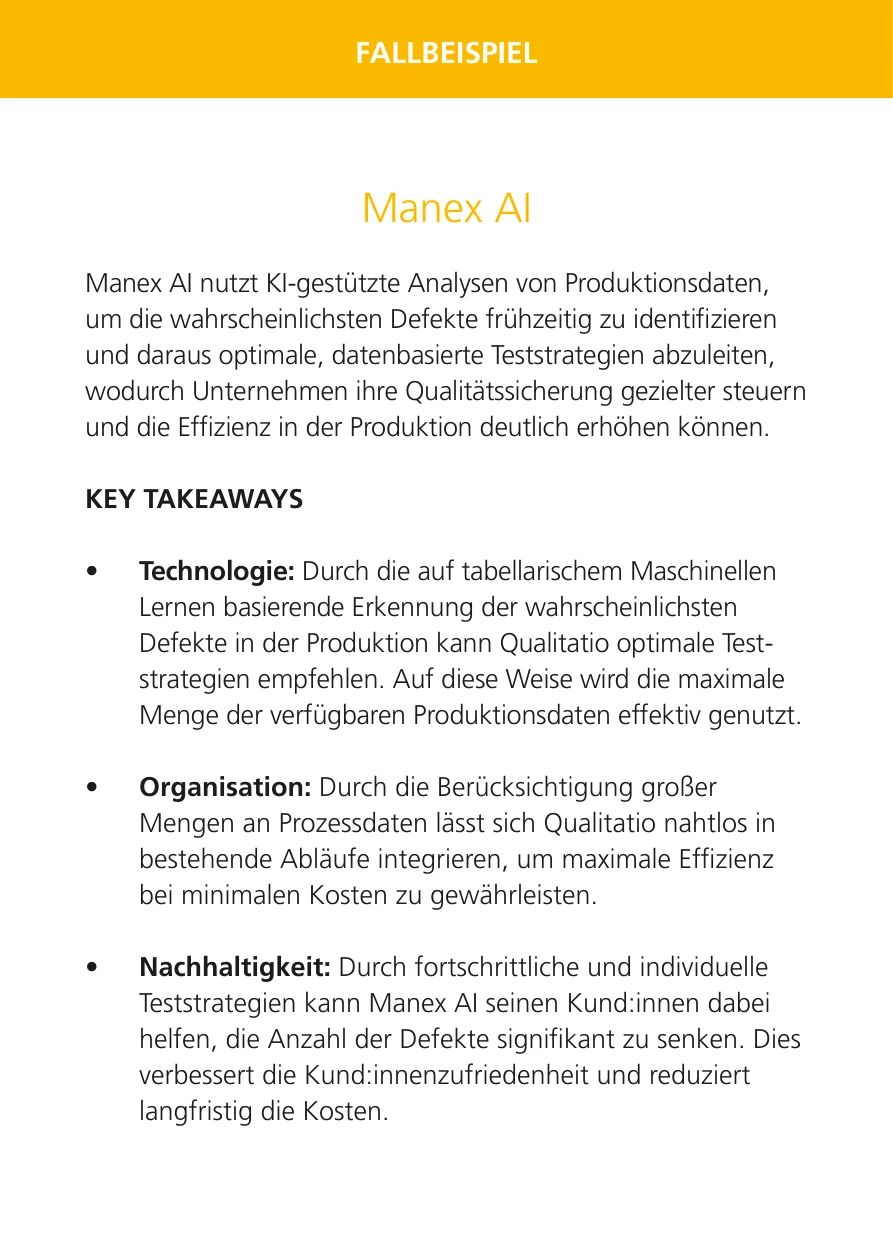 FALLBEISPIEL
Manex AI
Manex AI nutzt KI-gestützte Analysen von Produktionsdaten,
um die wahrscheinlichsten Defekte frühzeitig zu identifizieren
und daraus optimale, datenbasierte Teststrategien abzuleiten,
wodurch Unternehmen ihre Qualitätssicherung gezielter steuern
und die Effizienz in der Produktion deutlich erhöhen können.
KEY TAKEAWAYS
• Technologie: Durch die auf tabellarischem Maschinellen
Lernen basierende Erkennung der wahrscheinlichsten
Defekte in der Produktion kann Qualitatio optimale Test-
strategien empfehlen. Auf diese Weise wird die maximale
Menge der verfügbaren Produktionsdaten effektiv genutzt.
• Organisation: Durch die Berücksichtigung großer
Mengen an Prozessdaten lässt sich Qualitatio nahtlos in
bestehende Abläufe integrieren, um maximale Effizienz
bei minimalen Kosten zu gewährleisten.
• Nachhaltigkeit: Durch fortschrittliche und individuelle
Teststrategien kann Manex AI seinen Kund:innen dabei
helfen, die Anzahl der Defekte signifikant zu senken. Dies
verbessert die Kund:innenzufriedenheit und reduziert
langfristig die Kosten.